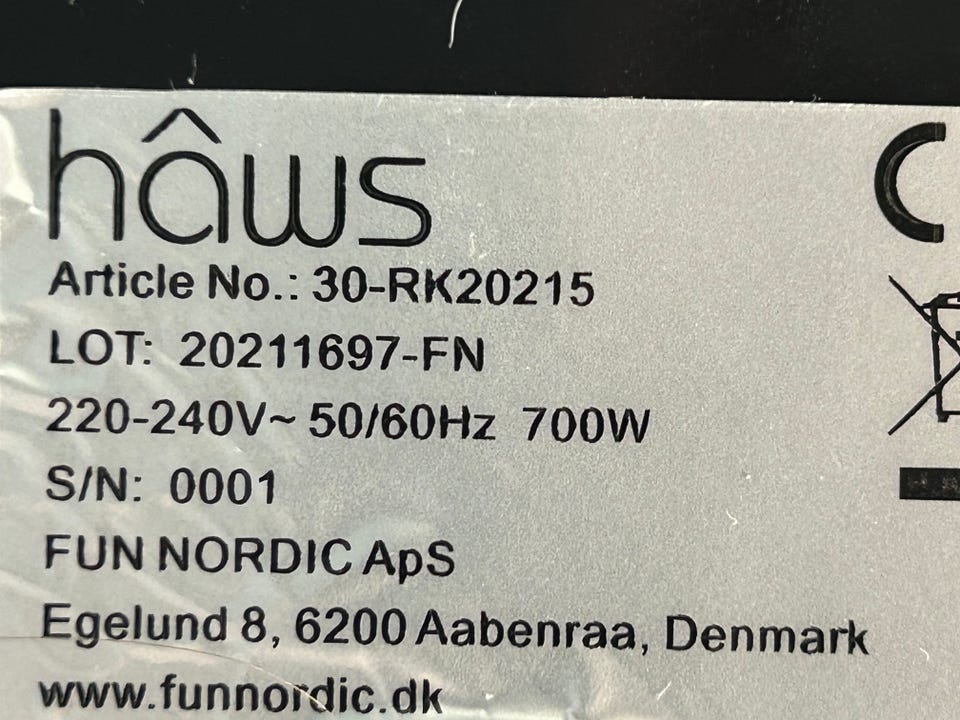 hâws
Article No.: 30-RK20215
LOT: 20211697-FN
220-240V~ 50/60Hz 700W
S/N: 0001
FUN NORDIC ApS
Egelund 8, 6200 Aabenraa, Denmark
www.funnordic.dk